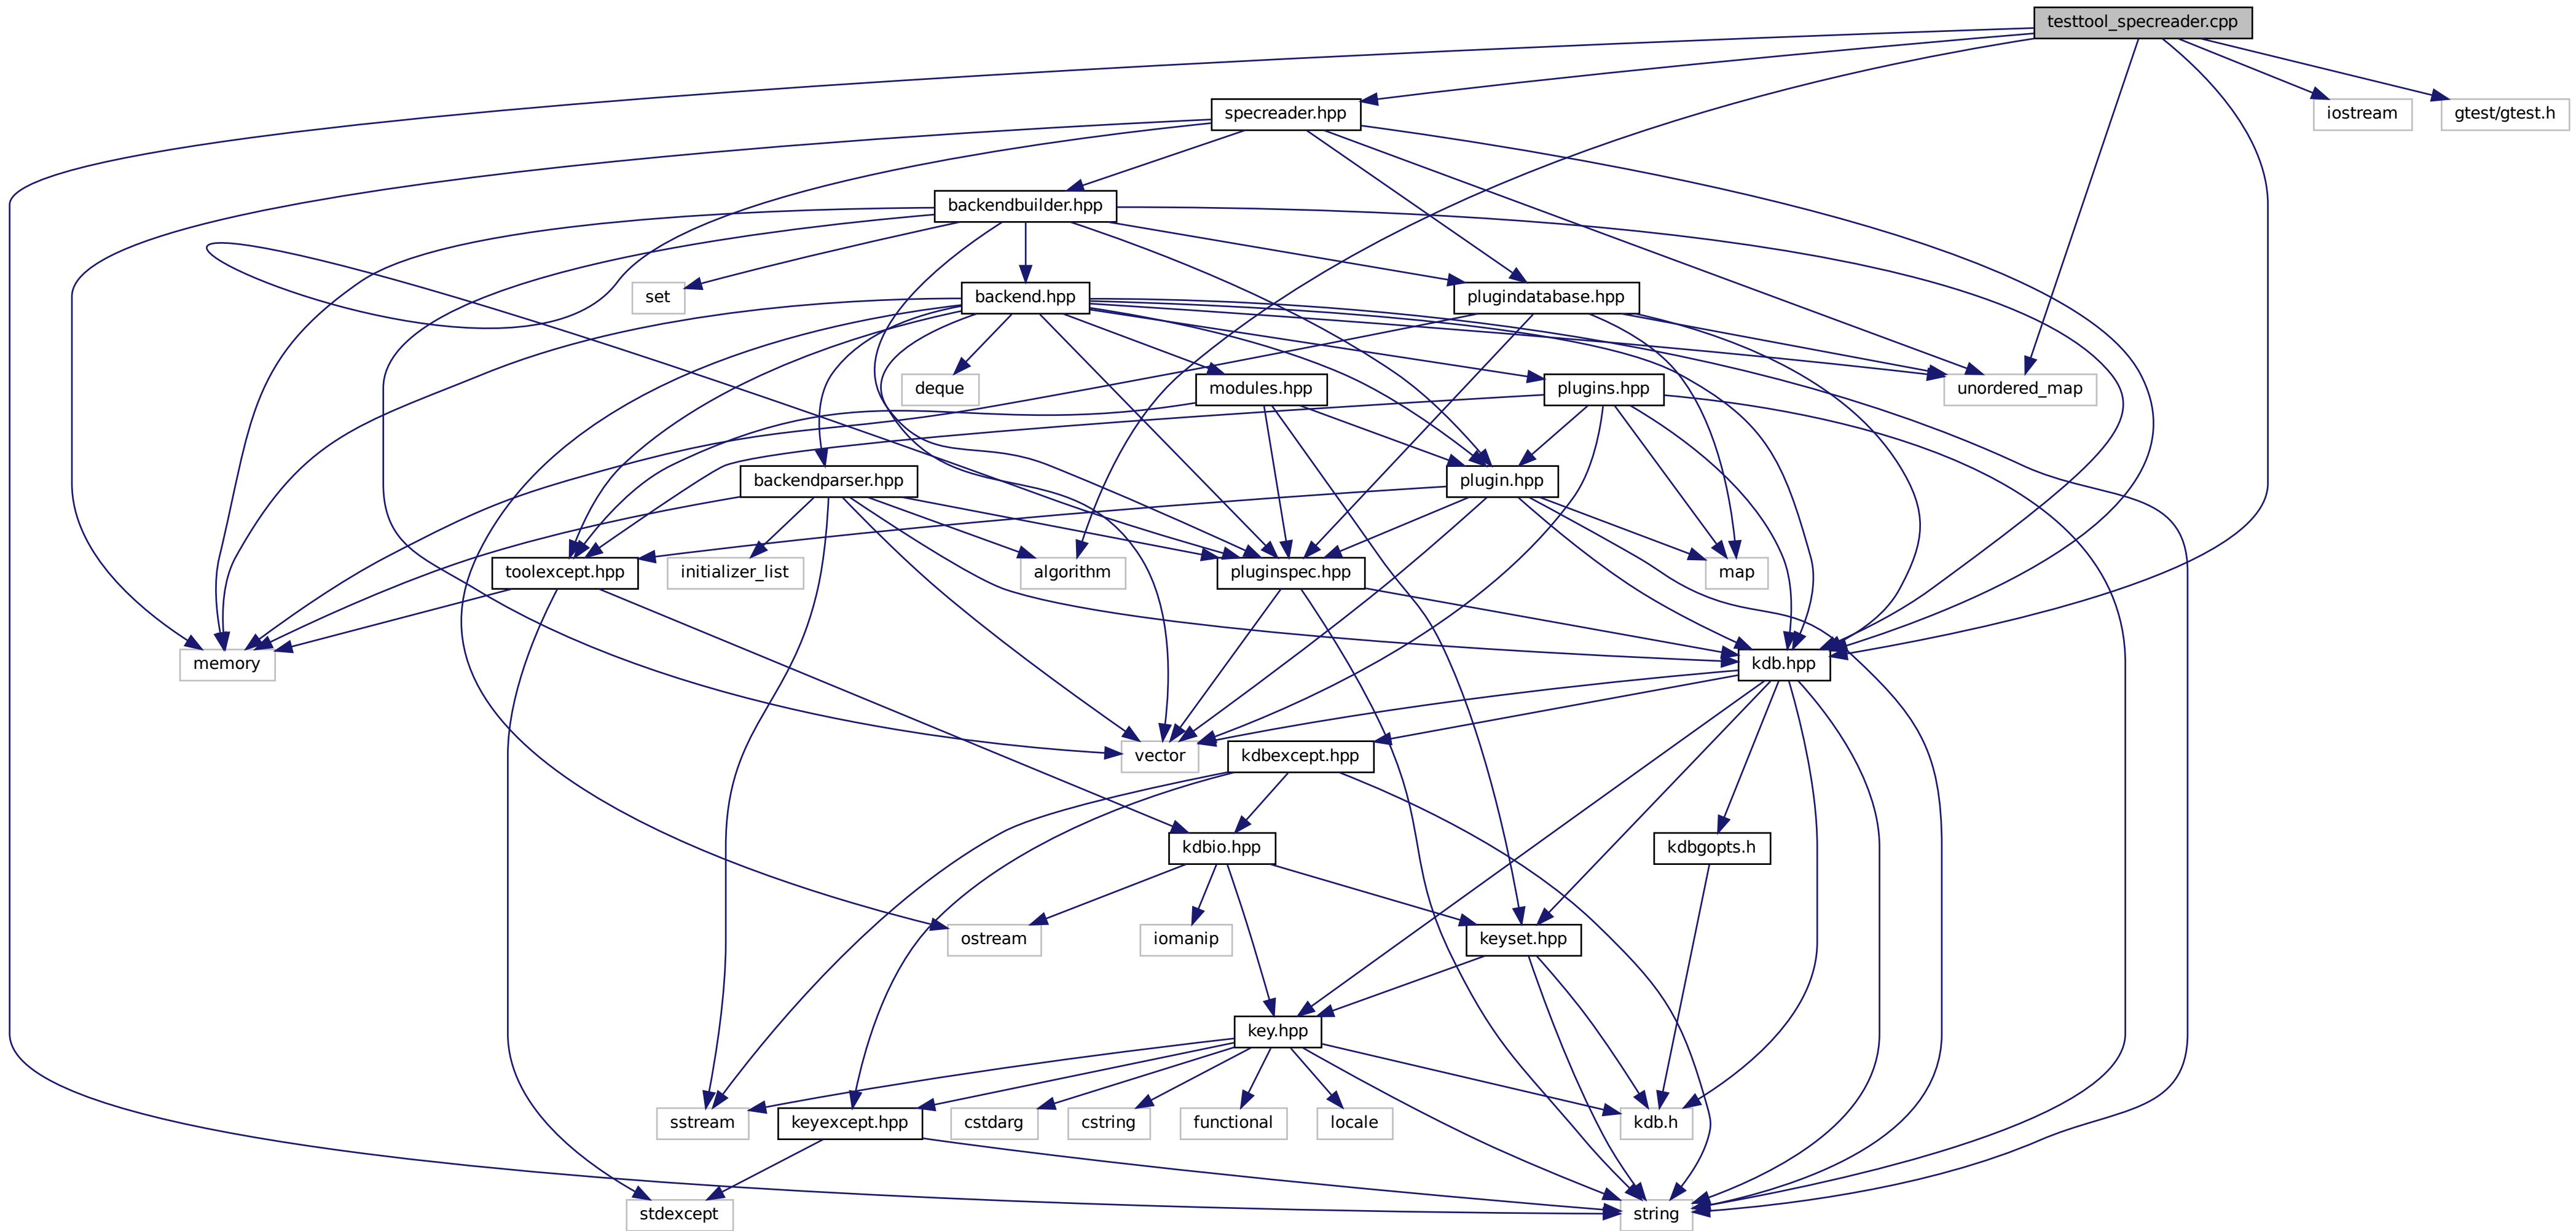 testtool_specreader.cpp
specreader.hpp
iostream
gtest/gtest.h
backendbuilder.hpp
set
backend.hpp
plugindatabase.hpp
deque
modules.hpp
plugins.hpp
unordered_map
backendparser.hpp
plugin.hpp
toolexcept.hpp
initializer_list
algorithm
pluginspec.hpp
map
memory
kdb.hpp
vector
kdbexcept.hpp
kdbio.hpp
kdbgopts.h
ostream
iomanip
keyset.hpp
key.hpp
sstream
keyexcept.hpp
cstdarg
cstring
functional
locale
kdb.h
stdexcept
string